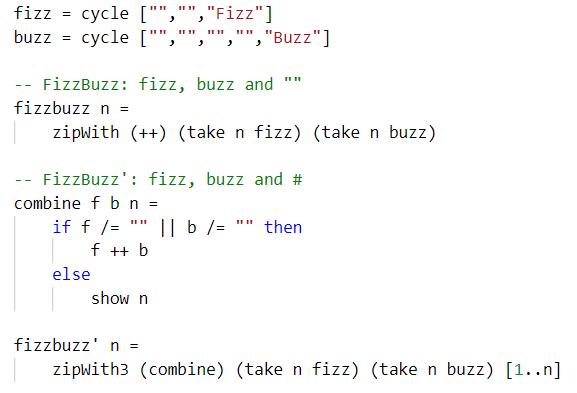 fizz = cycle ["","","Fizz"]
buzz = cycle ["","","","","Buzz"]
-- FizzBuzz: fizz, buzz and ""
fizzbuzz n =
    zipWith (++) (take n fizz) (take n buzz)
-- FizzBuzz': fizz, buzz and #
combine f b n =
    if f /= "" || b /= "" then
        f ++ b
    else
        show n
fizzbuzz' n =
    zipWith3 (combine) (take n fizz) (take n buzz) [1..n]